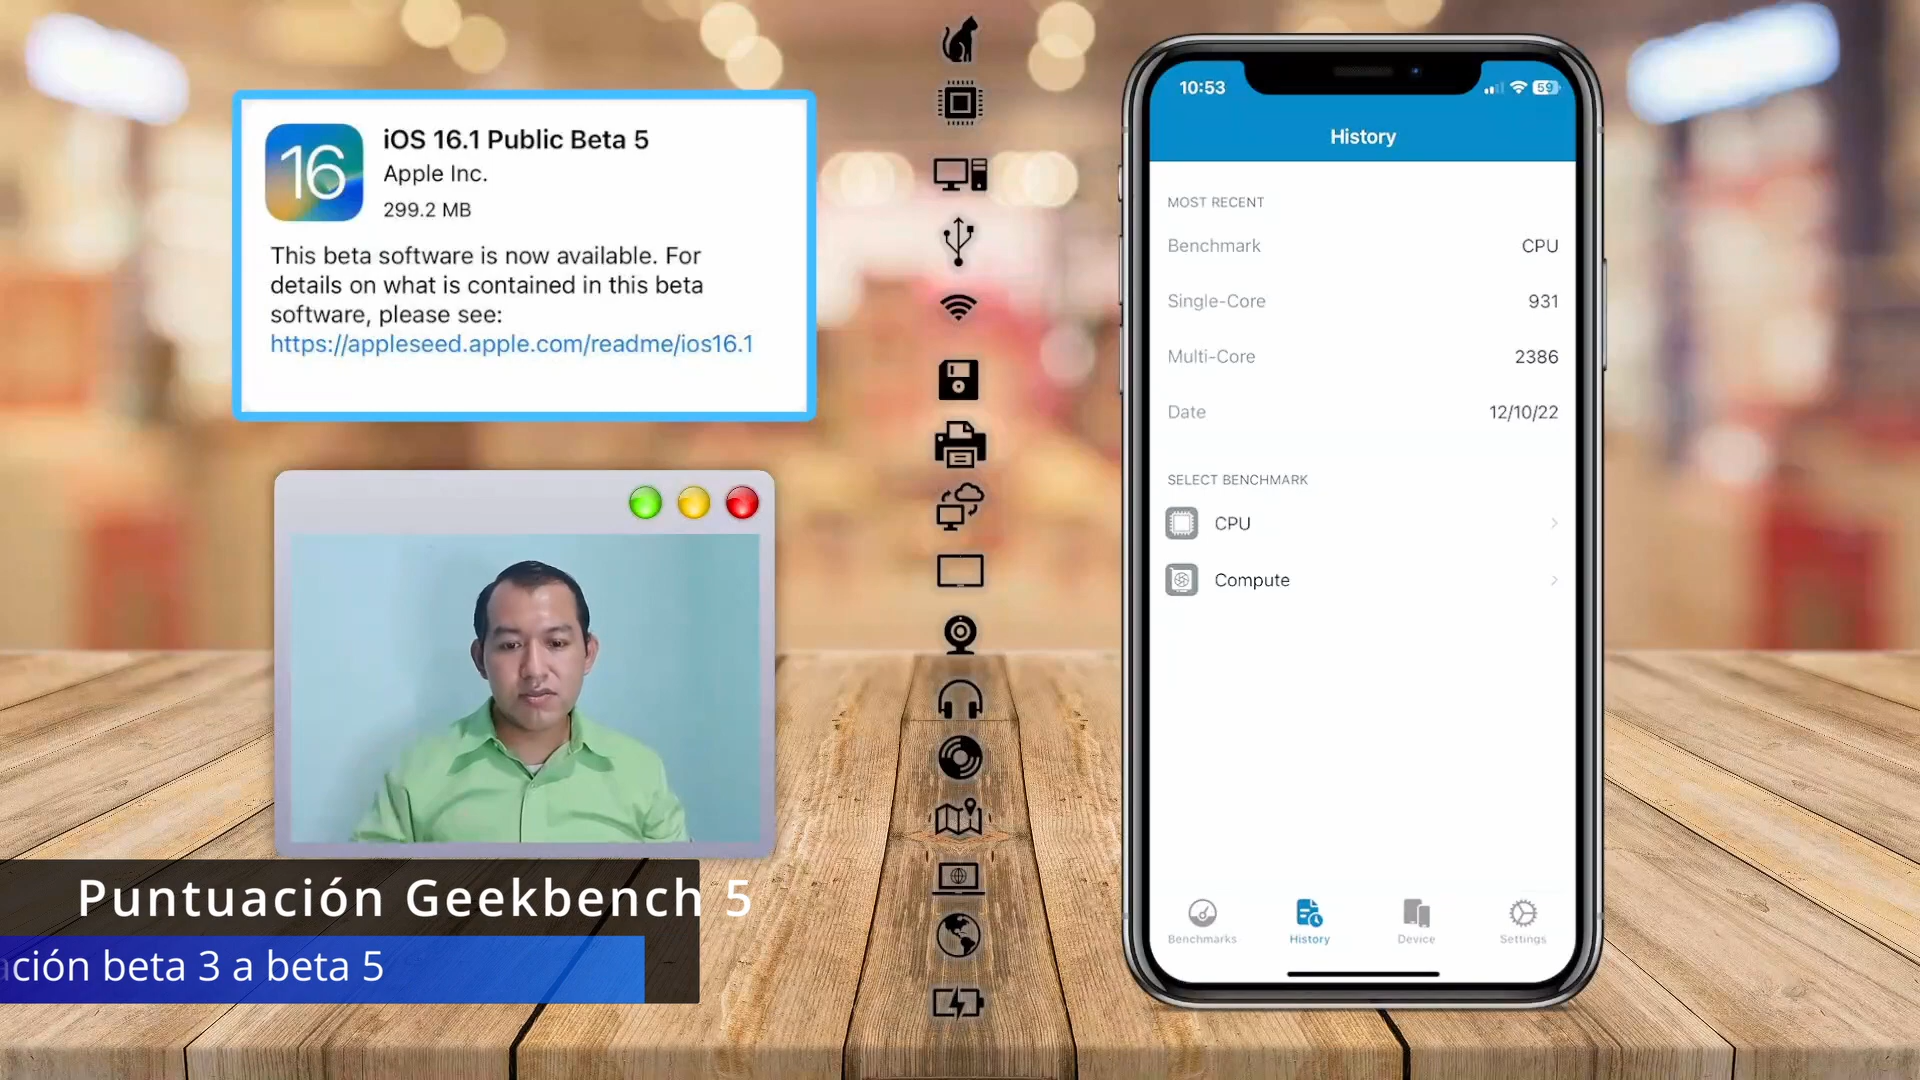 16
iOS 16.1 Public Beta 5
Apple Inc.
299.2 MB
This beta software is now available. For
details on what is contained in this beta
software, please see:
https://appleseed.apple.com/readme/ios16.1
Puntuación Geekbench 5
ación beta 3 a beta 5
10:53
59
History
MOST RECENT
Benchmark CPU
Single-Core 931
Multi-Core 2386
Date 12/10/22
SELECT BENCHMARK
CPU
Compute
Benchmarks History Device Settings